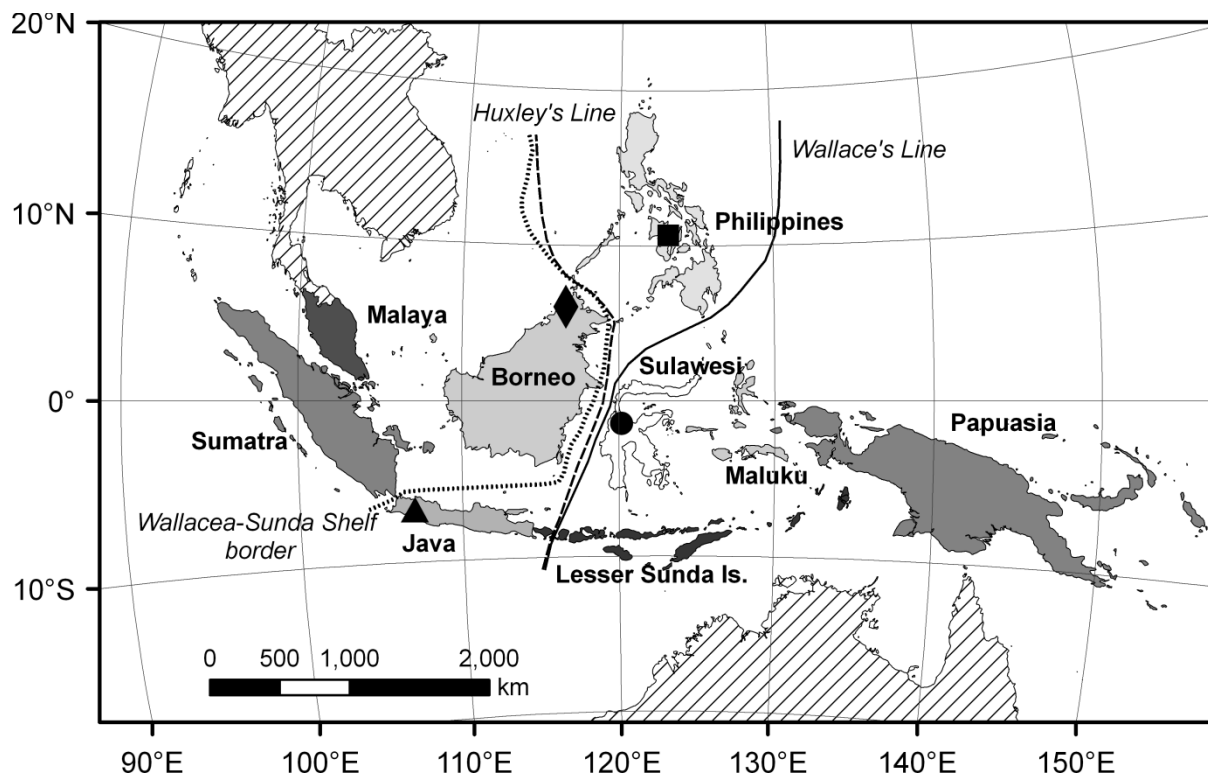 20°N
Huxley's Line
Wallace's Line
10°N
Philippines
Malaya
Sulawesi
Borneo
0°
Papuasia
Sumatra
Maluku
Wallacea-Sunda Shelf
border
Java
Lesser Sunda Is.
10°S
0 500 1,000 2,000
km
90°E 100°E 110°E 120°E 130°E 140°E 150°E